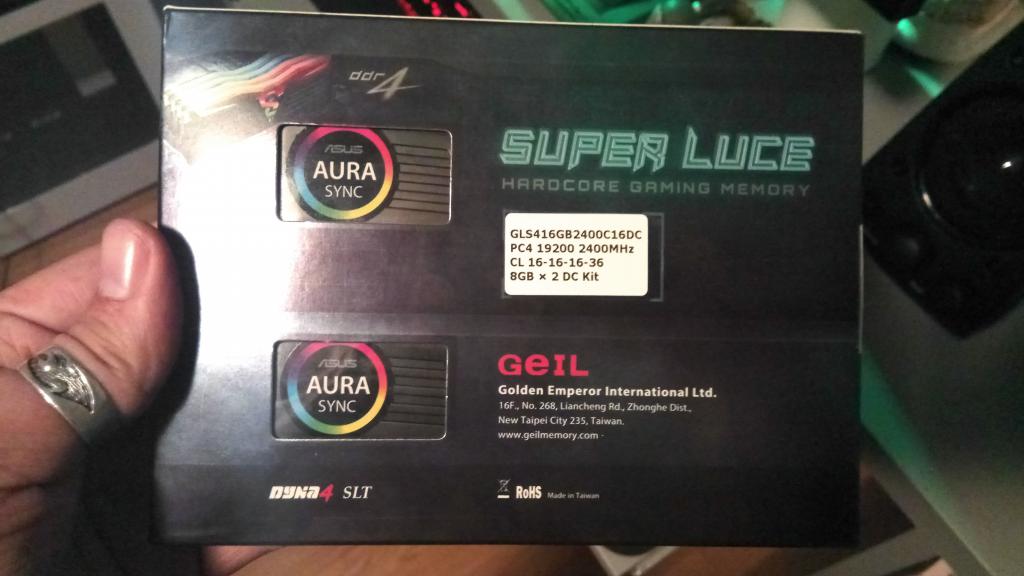 ddr4
ASUS
AURA
SYNC
SUPER LUCE
HARDCORE GAMING MEMORY
GLS416GB2400C16DC
PC4 19200 2400MHz
CL 16-16-16-36
8GB × 2 DC Kit
ASUS
AURA
SYNC
GeIL
Golden Emperor International Ltd.
16F., No. 268, Liancheng Rd., Zhonghe Dist.,
New Taipei City 235, Taiwan.
www.geilmemory.com
DYNA4 SLT
RoHS Made in Taiwan